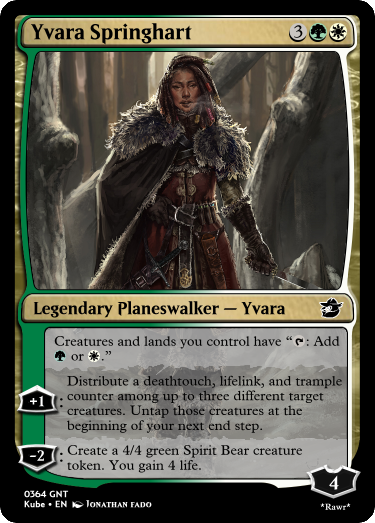 Yvara Springhart 3
Legendary Planeswalker — Yvara
Creatures and lands you control have “: Add
or .”
+1: Distribute a deathtouch, lifelink, and trample
counter among up to three different target
creatures. Untap those creatures at the
beginning of your next end step.
-2: Create a 4/4 green Spirit Bear creature
token. You gain 4 life.
4
0364 GNT
Kube • EN Jonathan Fado
*Rawr*